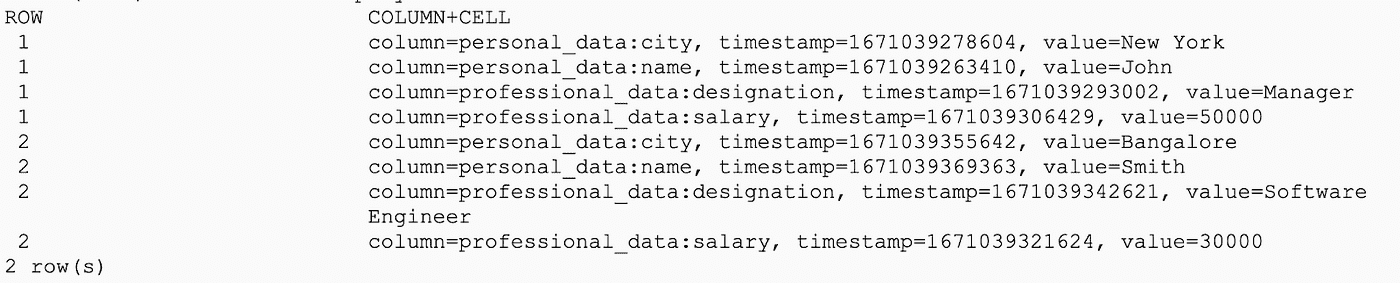 ROW COLUMN+CELL
1 column=personal_data:city, timestamp=1671039278604, value=New York
1 column=personal_data:name, timestamp=1671039263410, value=John
1 column=professional_data:designation, timestamp=1671039293002, value=Manager
1 column=professional_data:salary, timestamp=1671039306429, value=50000
2 column=personal_data:city, timestamp=1671039355642, value=Bangalore
2 column=personal_data:name, timestamp=1671039369363, value=Smith
2 column=professional_data:designation, timestamp=1671039342621, value=Software
Engineer
2 column=professional_data:salary, timestamp=1671039321624, value=30000
2 row(s)